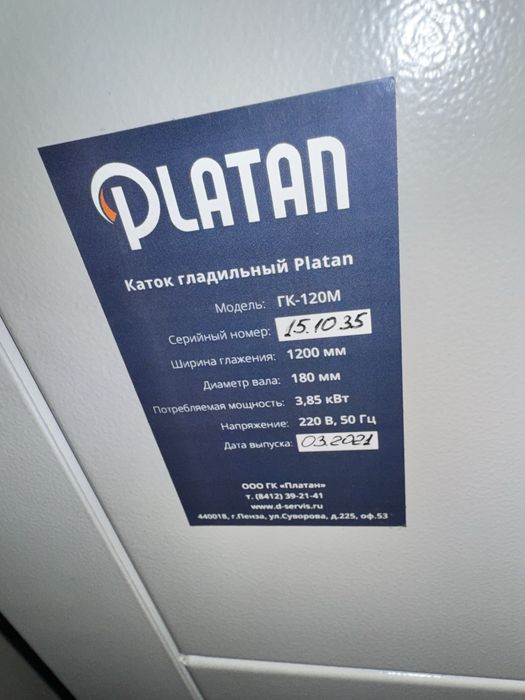 PLATAN
Каток гладильный Platan
Модель: ГК-120М
Серийный номер: 15.10 35
Ширина глажения: 1200 мм
Диаметр вала: 180 мм
Потребляемая мощность: 3,85 кВт
Напряжение: 220 В, 50 Гц
Дата выпуска: 03.2021
ООО ГК «Платан»
т. (8412) 39-21-41
www.d-servis.ru
440018, г.Пенза, ул.Суворова, д.225, оф.53